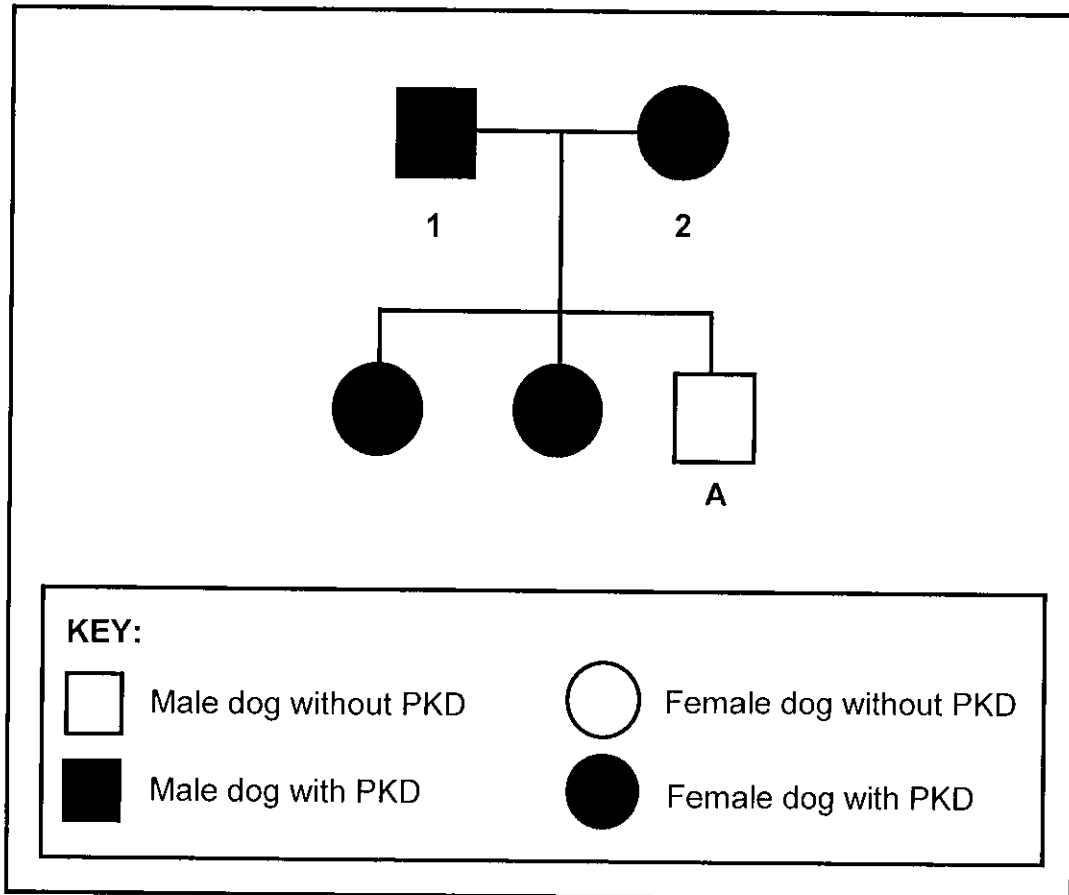 1
2
A
KEY:
Male dog without PKD
Female dog without PKD
Male dog with PKD
Female dog with PKD